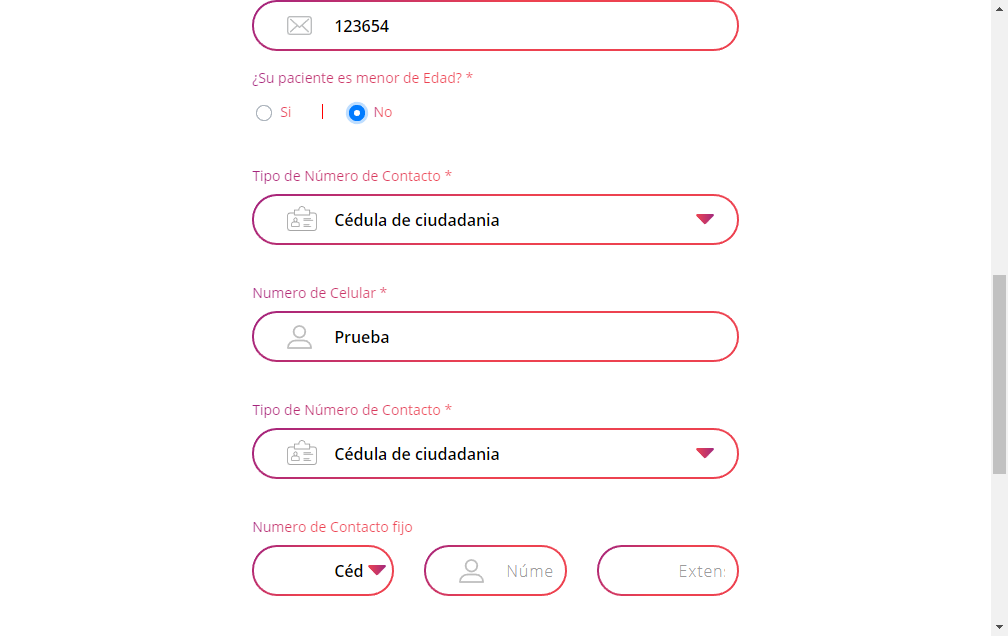 123654
¿Su paciente es menor de Edad? *
Si | No
Tipo de Número de Contacto *
Cédula de ciudadania
Numero de Celular *
Prueba
Tipo de Número de Contacto *
Cédula de ciudadania
Numero de Contacto fijo
Céd Núme Exten